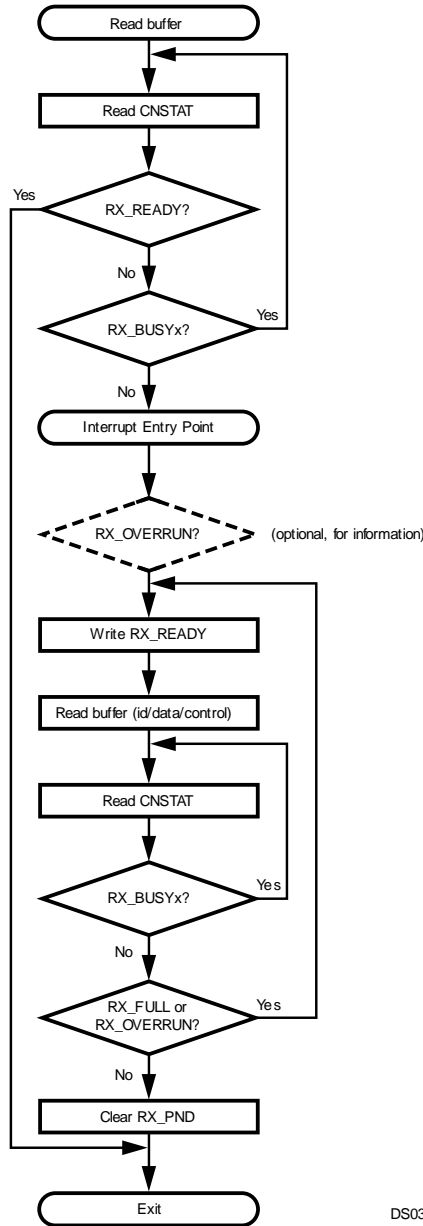 Read buffer
Read CNSTAT
Yes
RX_READY?
No
RX_BUSYx?
Yes
No
Interrupt Entry Point
RX_OVERRUN?
(optional, for information)
Write RX_READY
Read buffer (id/data/control)
Read CNSTAT
RX_BUSYx?
Yes
No
RX_FULL or
RX_OVERRUN?
Yes
No
Clear RX_PND
Exit
DS03